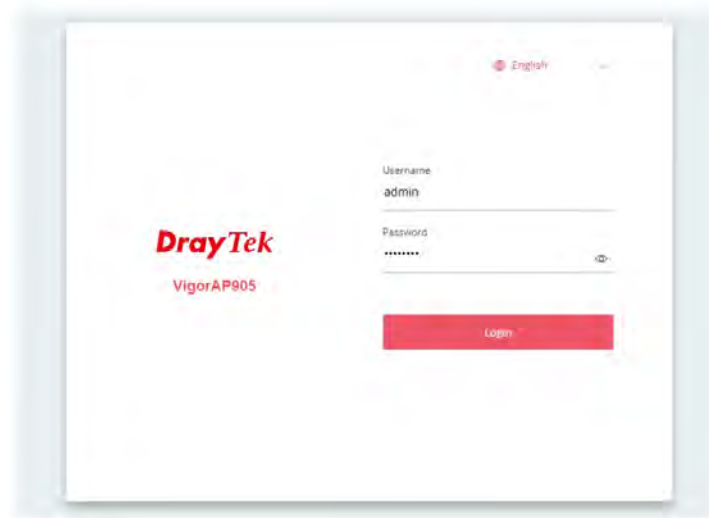 English
Username
admin
Password
••••••••
DrayTek
VigorAP905
Login